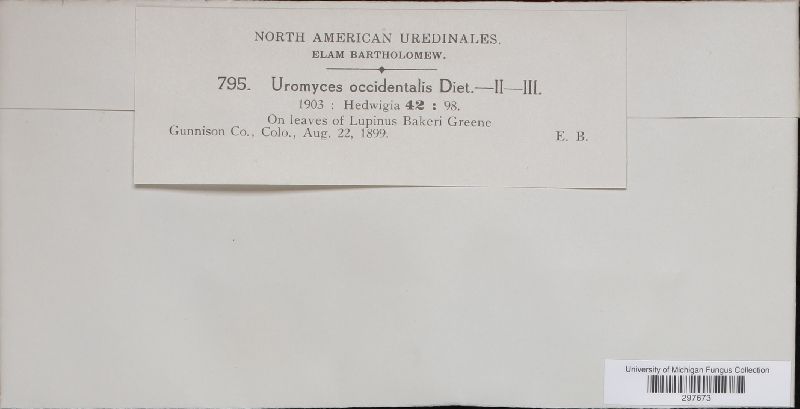 NORTH AMERICAN UREDINALES.
ELAM BARTHOLOMEW.
795. Uromyces occidentalis Diet.—II—III.
1903 : Hedwigia 42 : 98.
On leaves of Lupinus Bakeri Greene
Gunnison Co., Colo., Aug. 22, 1899. E. B.
University of Michigan Fungus Collection
297673